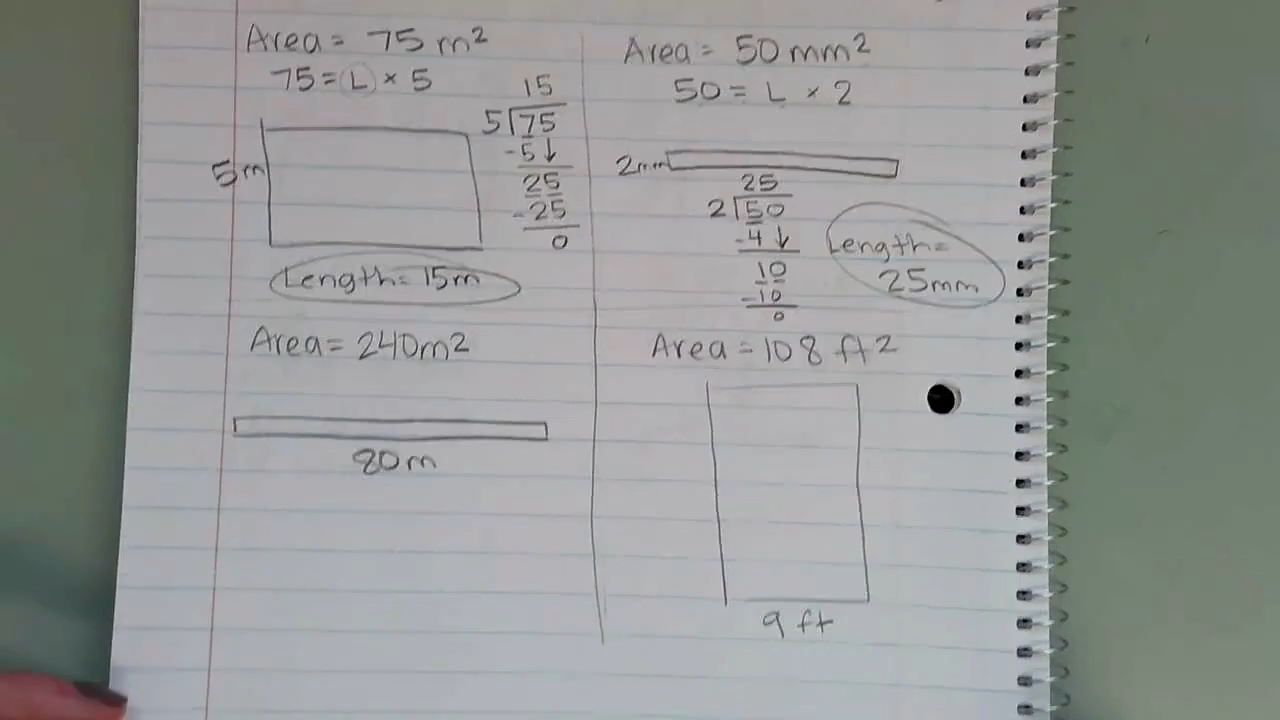 Area = 75 m²
75 = L × 5
15
5 75
-5↓
25
-25
0
5m
Length = 15m
Area = 50 mm²
50 = L × 2
2mm
25
2 50
-4↓
10
-10
0
Length =
25mm
Area = 240m²
80m
Area = 108 ft²
9 ft